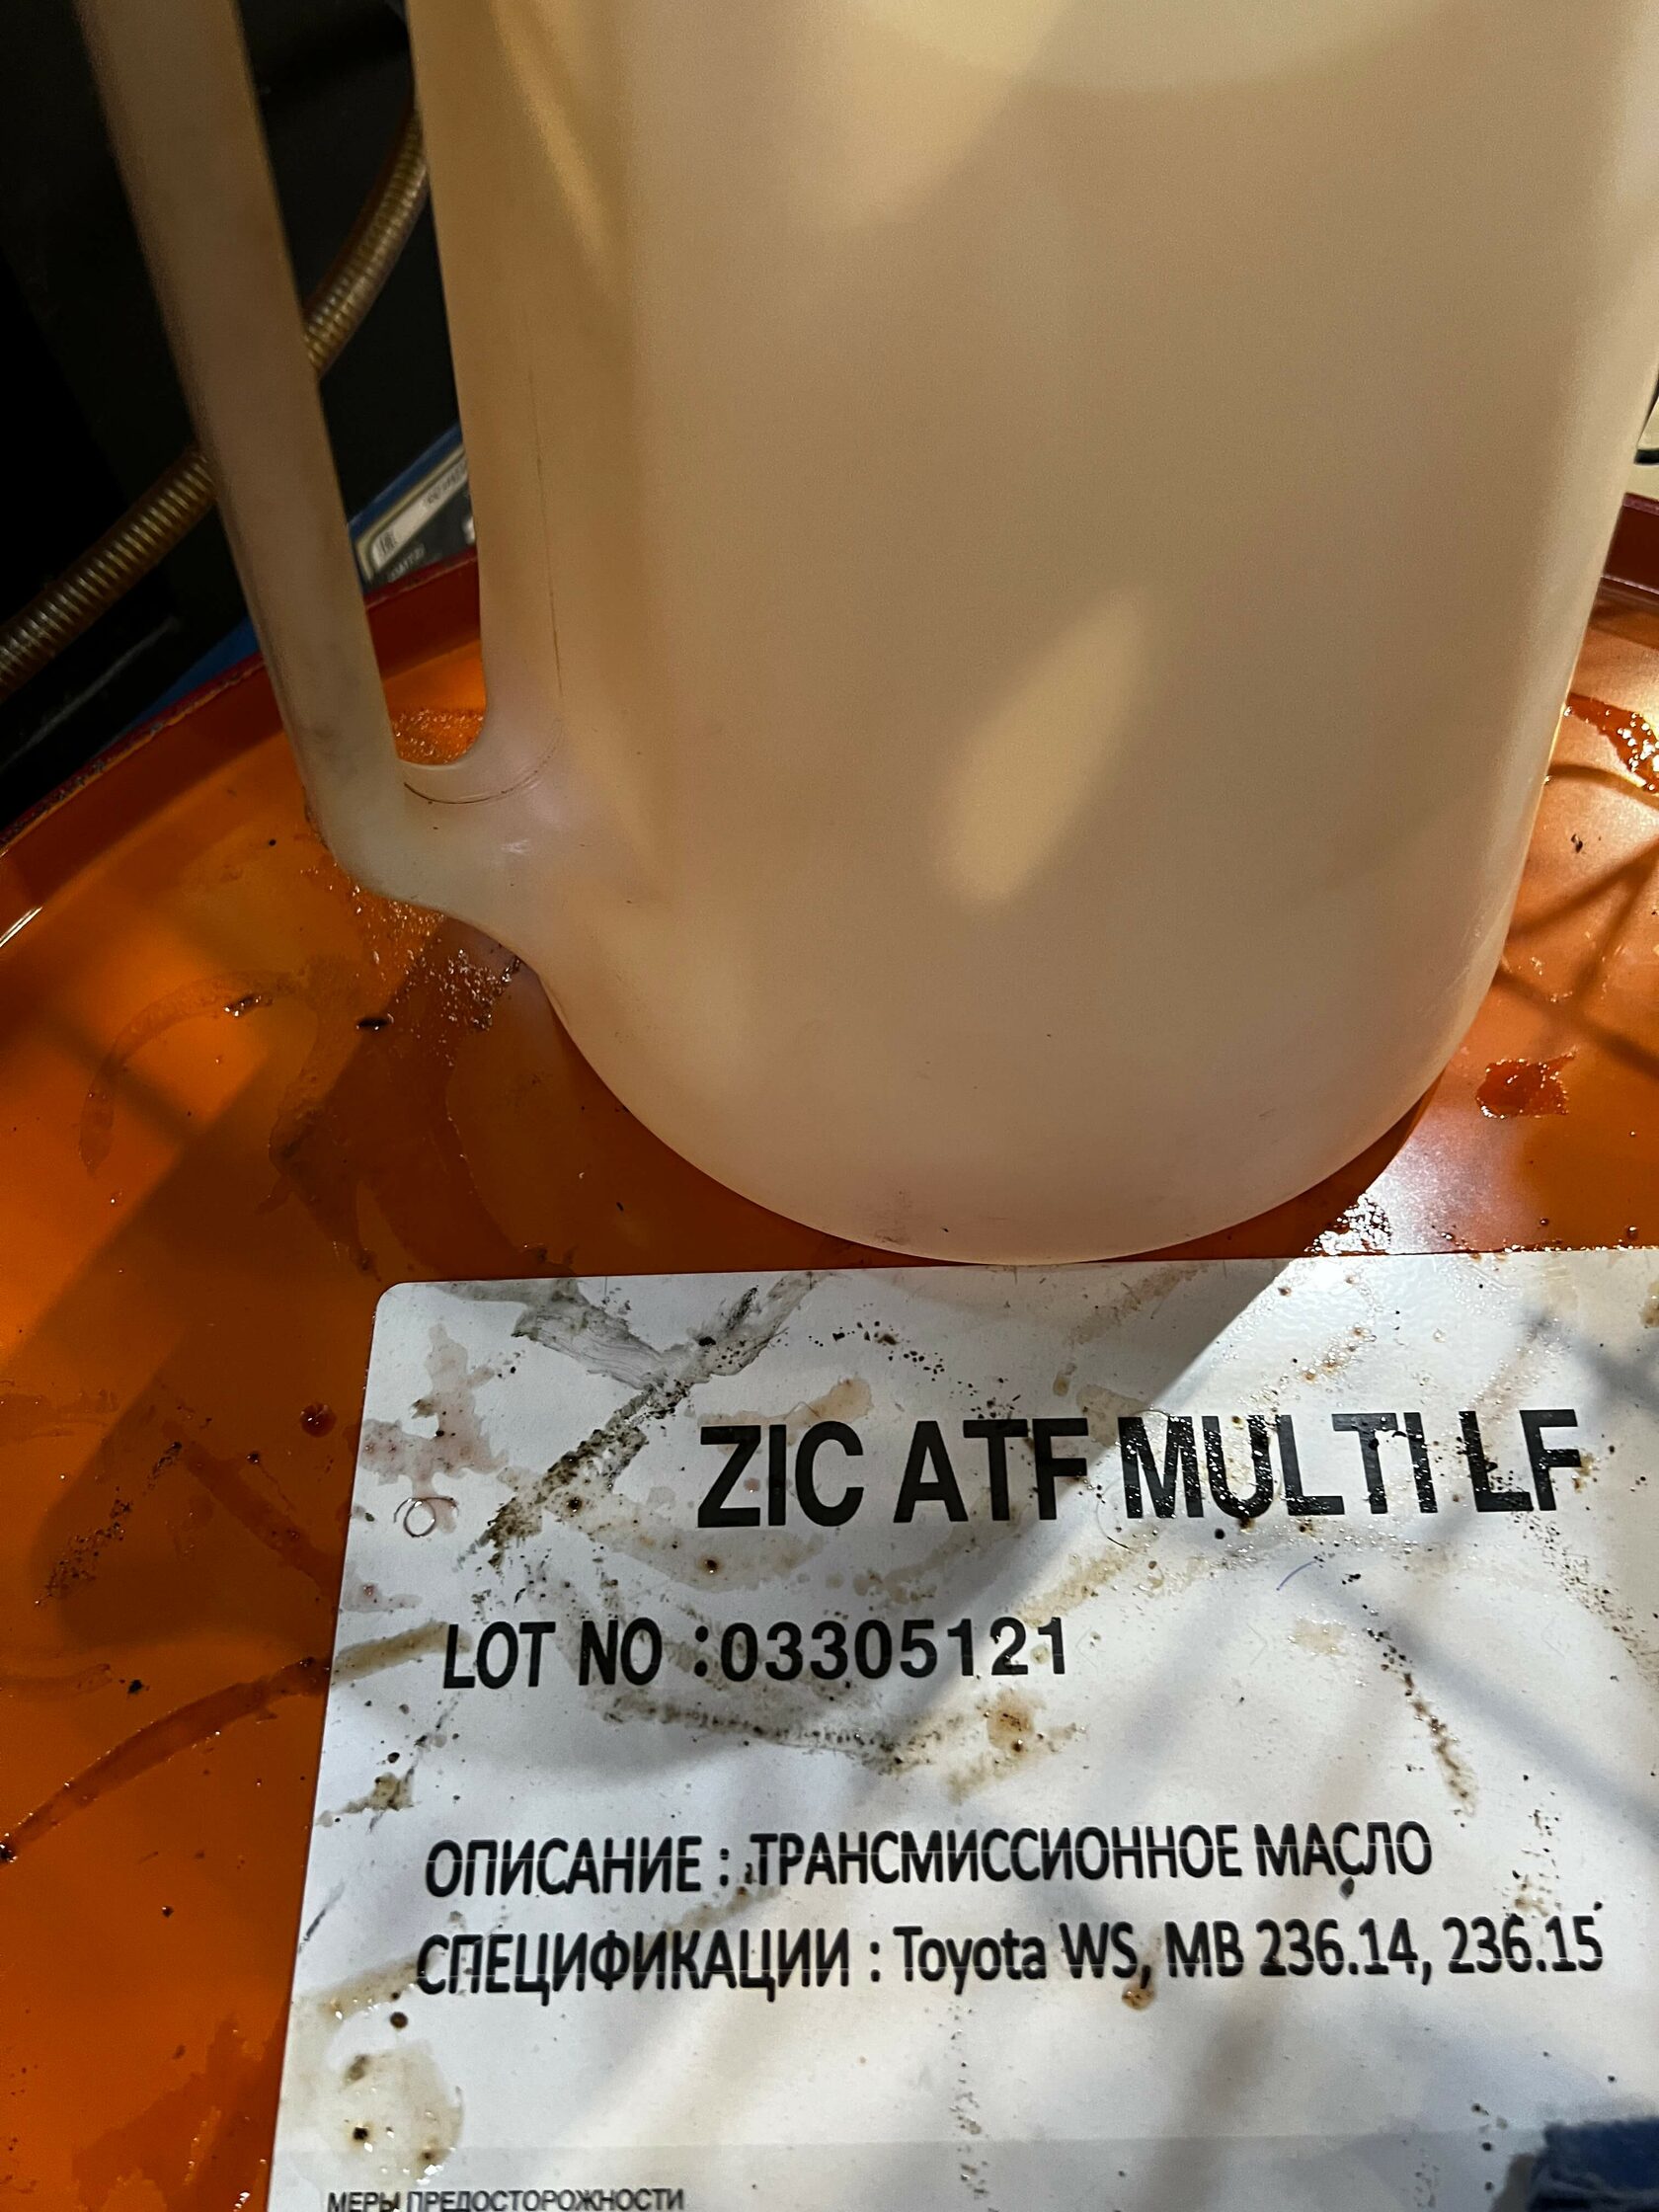 ZIC ATF MULTI LF
LOT NO :03305121
ОПИСАНИЕ : ТРАНСМИССИОННОЕ МАСЛО
СПЕЦИФИКАЦИИ : Toyota WS, MB 236.14, 236.15
МЕРЫ ПРЕДОСТОРОЖНОСТИ